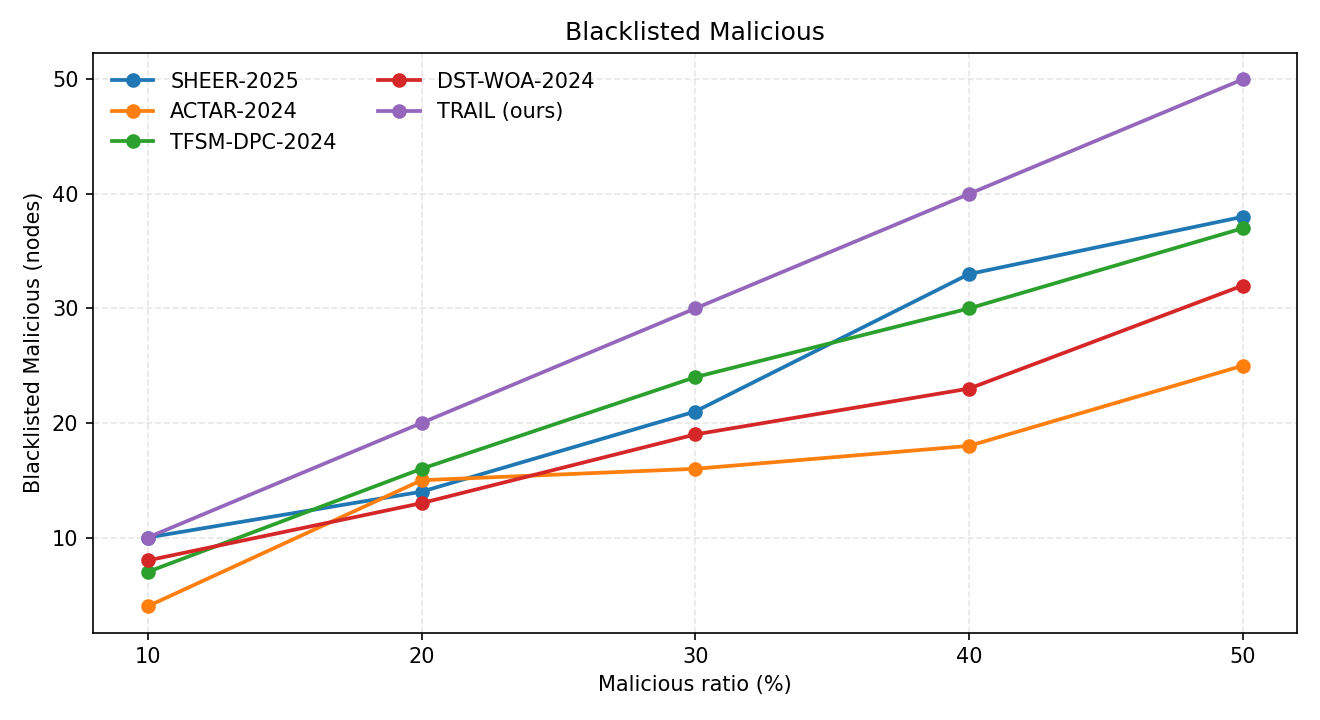 Blacklisted Malicious
SHEER-2025
ACTAR-2024
TFSM-DPC-2024
DST-WOA-2024
TRAIL (ours)
Blacklisted Malicious (nodes)
50
40
30
20
10
10 20 30 40 50
Malicious ratio (%)